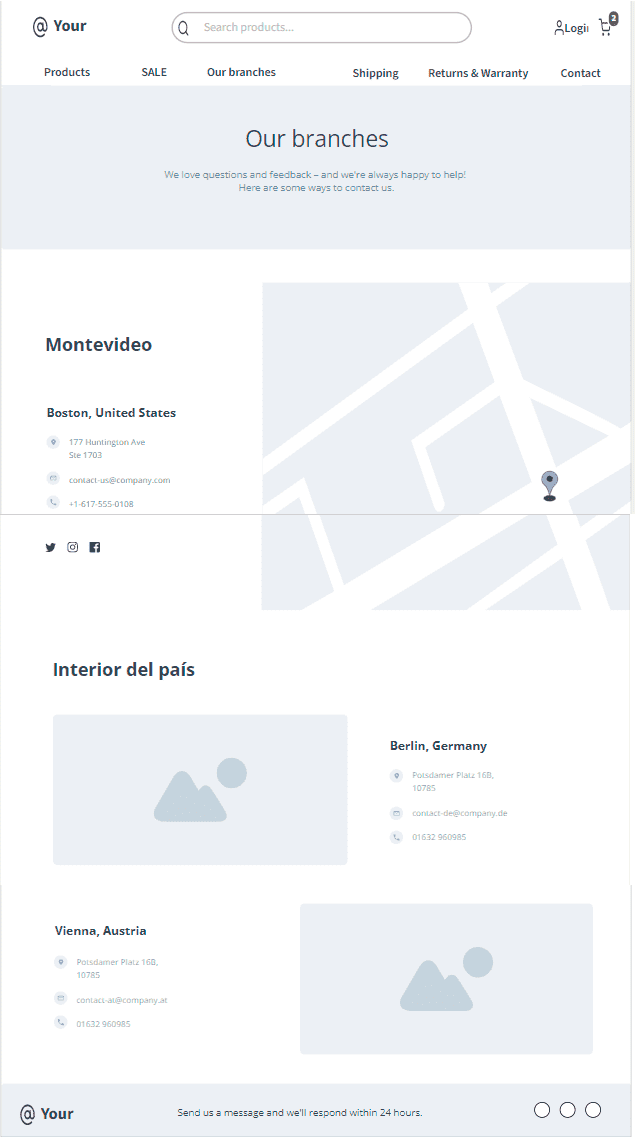 @ Your
Search products...
Login
2
Products
SALE
Our branches
Shipping
Returns & Warranty
Contact
Our branches
We love questions and feedback – and we're always happy to help!
Here are some ways to contact us.
Montevideo
Boston, United States
177 Huntington Ave
Ste 1703
contact-us@company.com
+1-617-555-0108
Interior del país
Berlin, Germany
Potsdamer Platz 16B,
10785
contact-de@company.de
01632 960985
Vienna, Austria
Potsdamer Platz 16B,
10785
contact-at@company.at
01632 960985
@ Your
Send us a message and we'll respond within 24 hours.